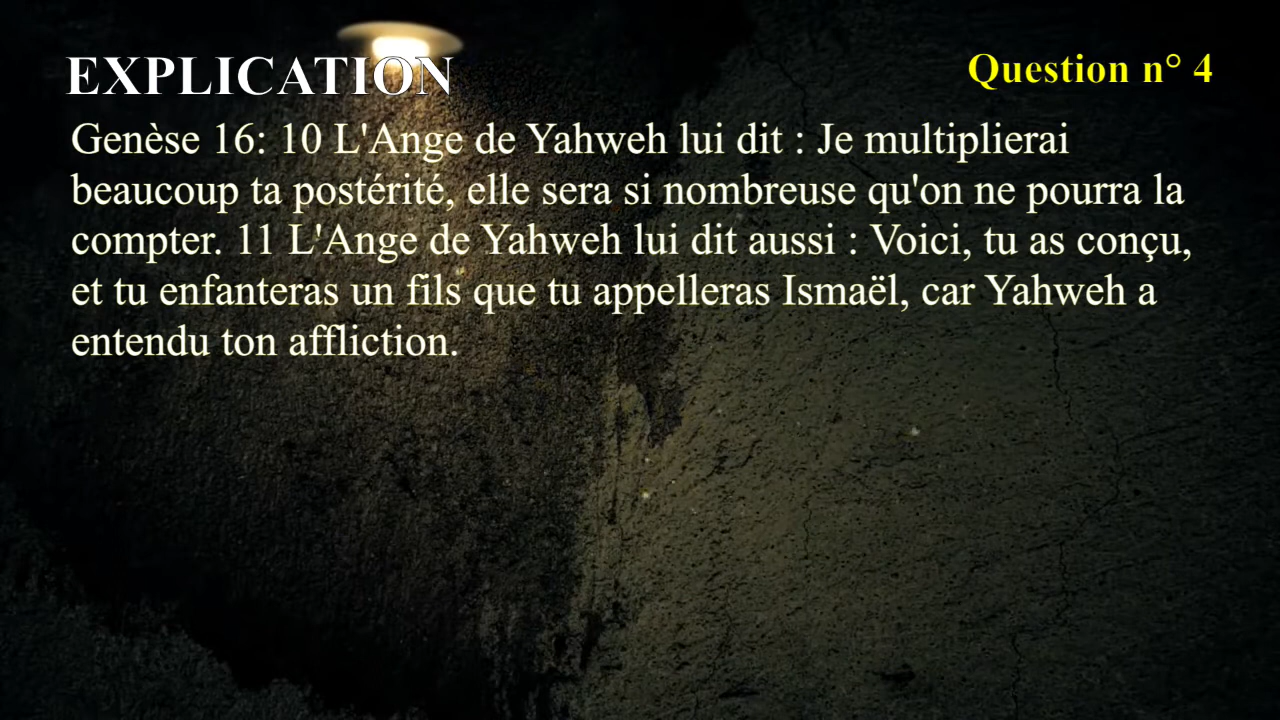 EXPLICATION
Question n° 4
Genèse 16: 10 L'Ange de Yahweh lui dit : Je multiplierai
beaucoup ta postérité, elle sera si nombreuse qu'on ne pourra la
compter. 11 L'Ange de Yahweh lui dit aussi : Voici, tu as conçu,
et tu enfanteras un fils que tu appelleras Ismaël, car Yahweh a
entendu ton affliction.